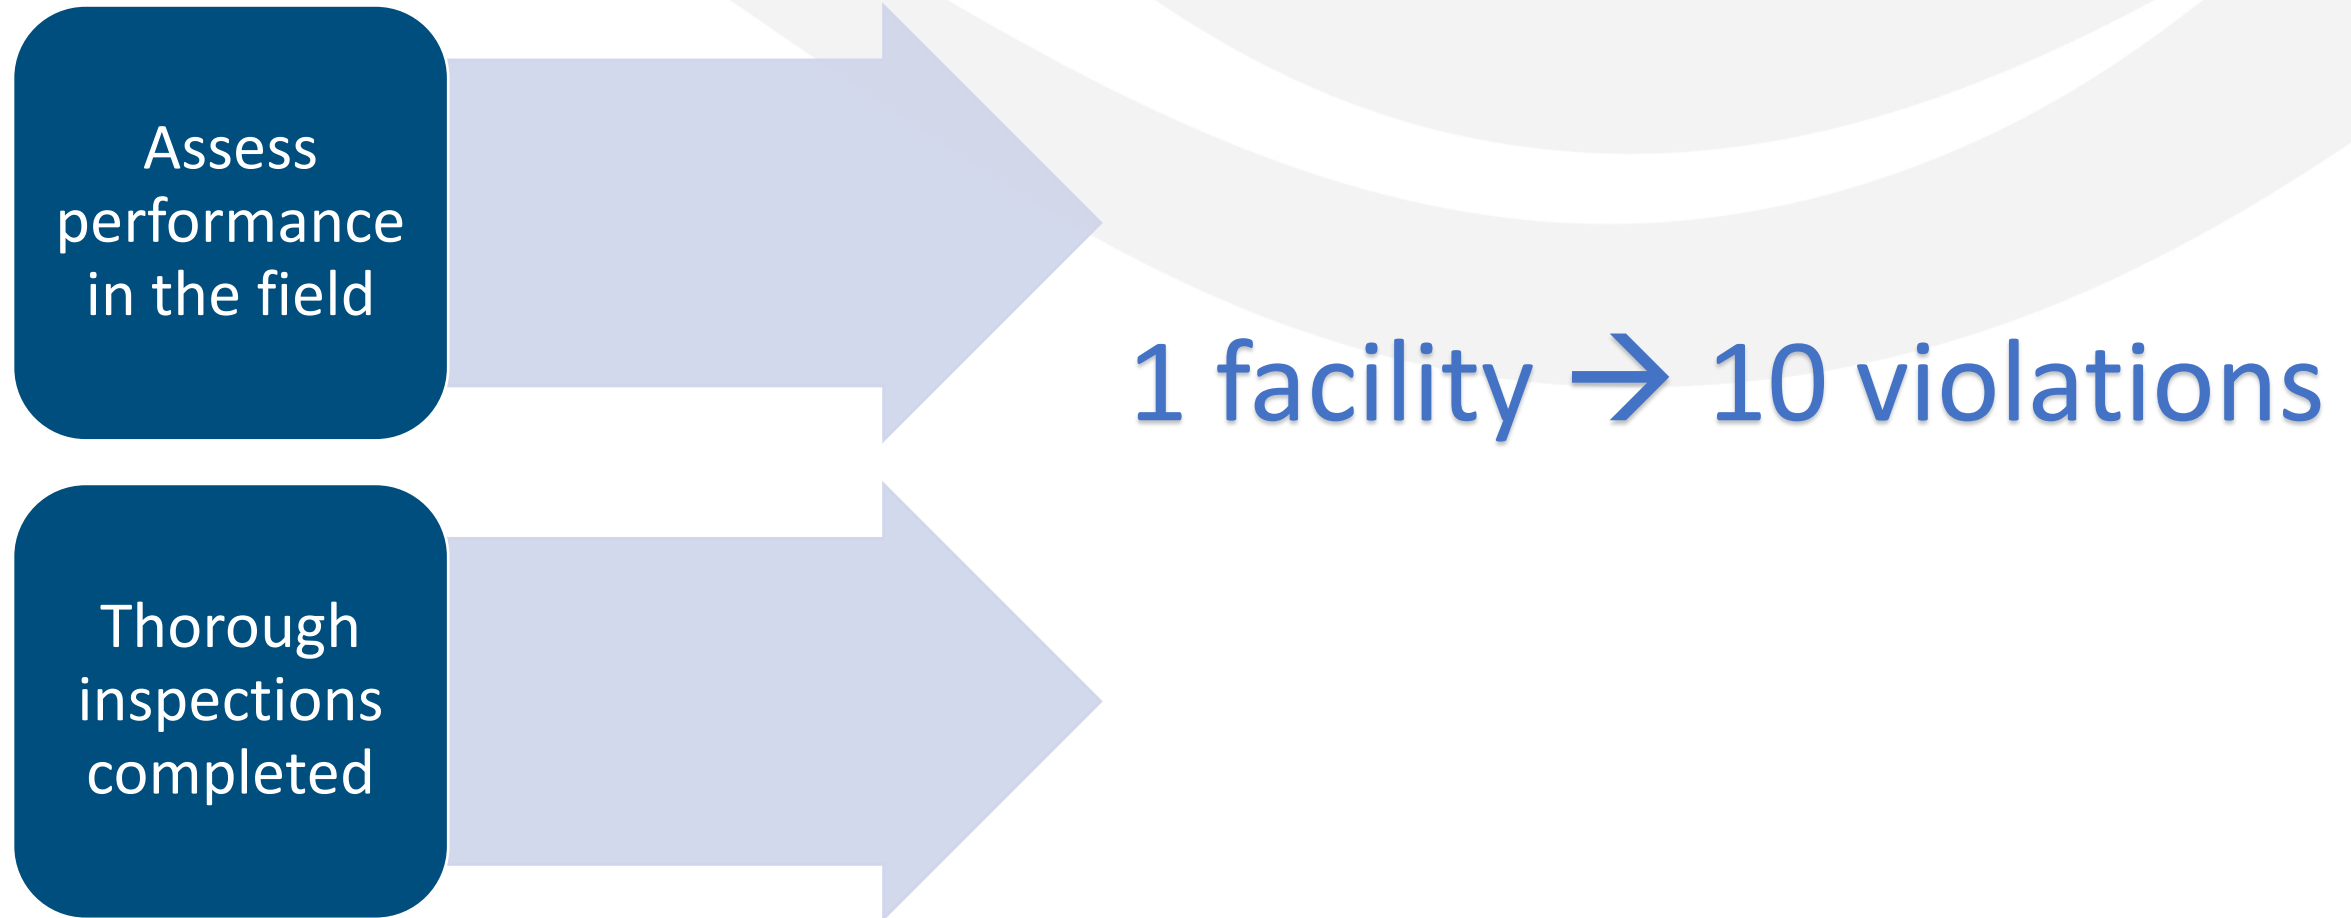 Assess
performance
in the field
1 facility → 10 violations
Thorough
inspections
completed